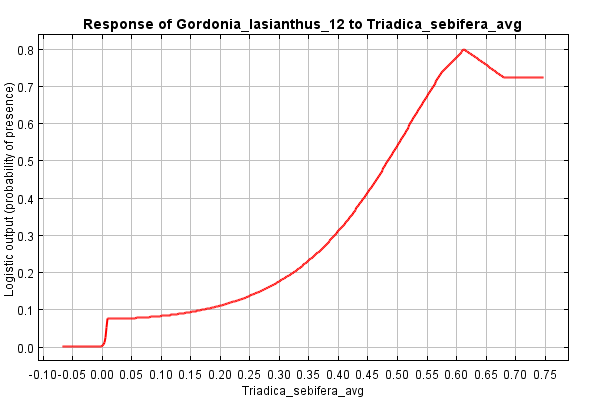 Response of Gordonia_lasianthus_12 to Triadica_sebifera_avg
Logistic output (probability of presence)
0.8
0.7
0.6
0.5
0.4
0.3
0.2
0.1
0.0
-0.10 -0.05 0.00 0.05 0.10 0.15 0.20 0.25 0.30 0.35 0.40 0.45 0.50 0.55 0.60 0.65 0.70 0.75
Triadica_sebifera_avg